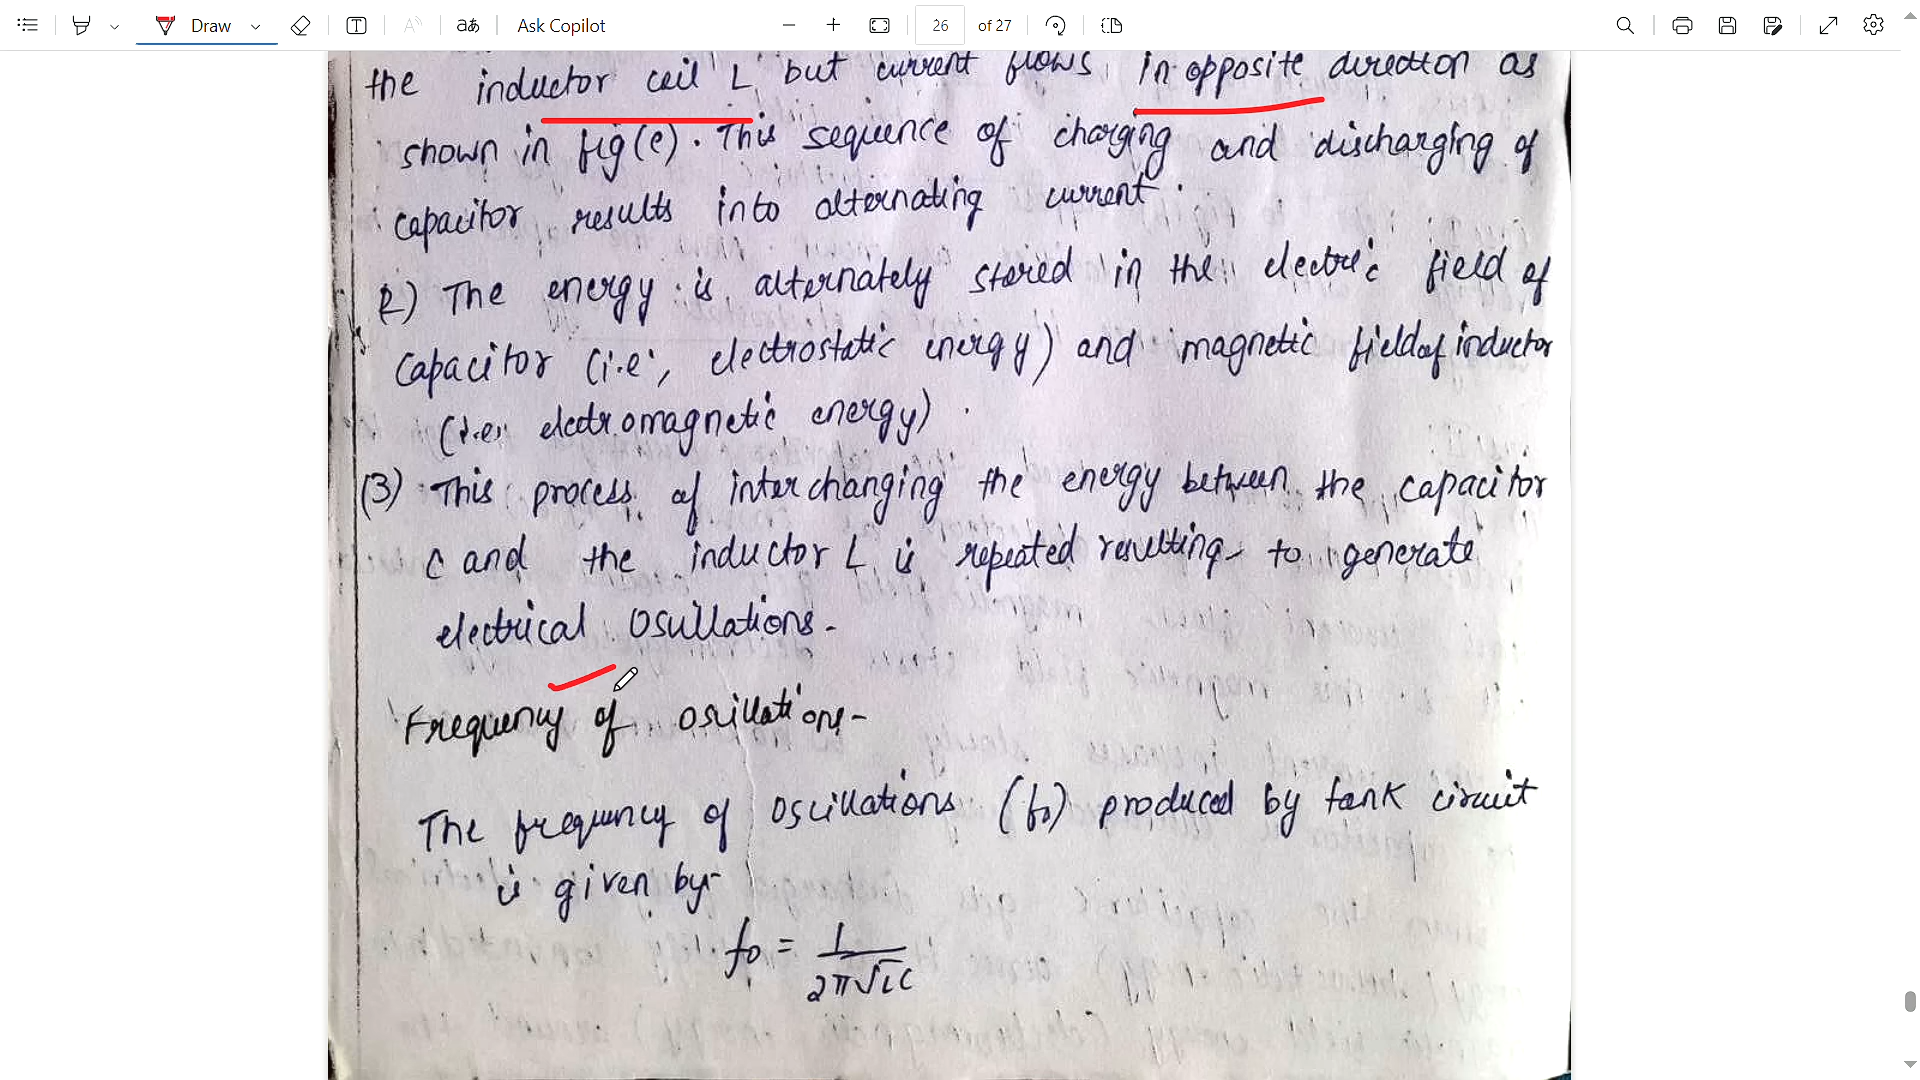 Draw
Ask Copilot
26 of 27
the inductor coil L but current flows in opposite direction as
shown in fig(e). This sequence of charging and discharging of
capacitor results into alternating current.
2) The energy is alternately stored in the electric field of
capacitor (i.e., electrostatic energy) and magnetic field of inductor
(i.e. electromagnetic energy).
(3) This process of interchanging the energy between the capacitor
C and the inductor L is repeated resulting to generate
electrical oscillations.
Frequency of oscillations-
The frequency of oscillations (fo) produced by tank circuit
is given by-
fo = 1/2π√LC